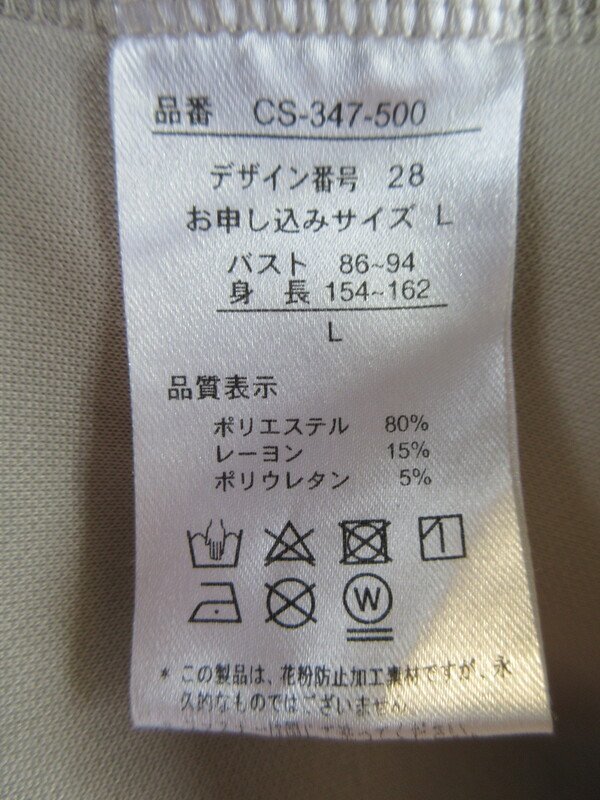 品番 CS-347-500
デザイン番号 28
お申し込みサイズ L
バスト 86~94
身 長 154~162
L
品質表示
ポリエステル 80%
レーヨン 15%
ポリウレタン 5%
W
* この製品は、花粉防止加工素材ですが、永
久的なものではございません。